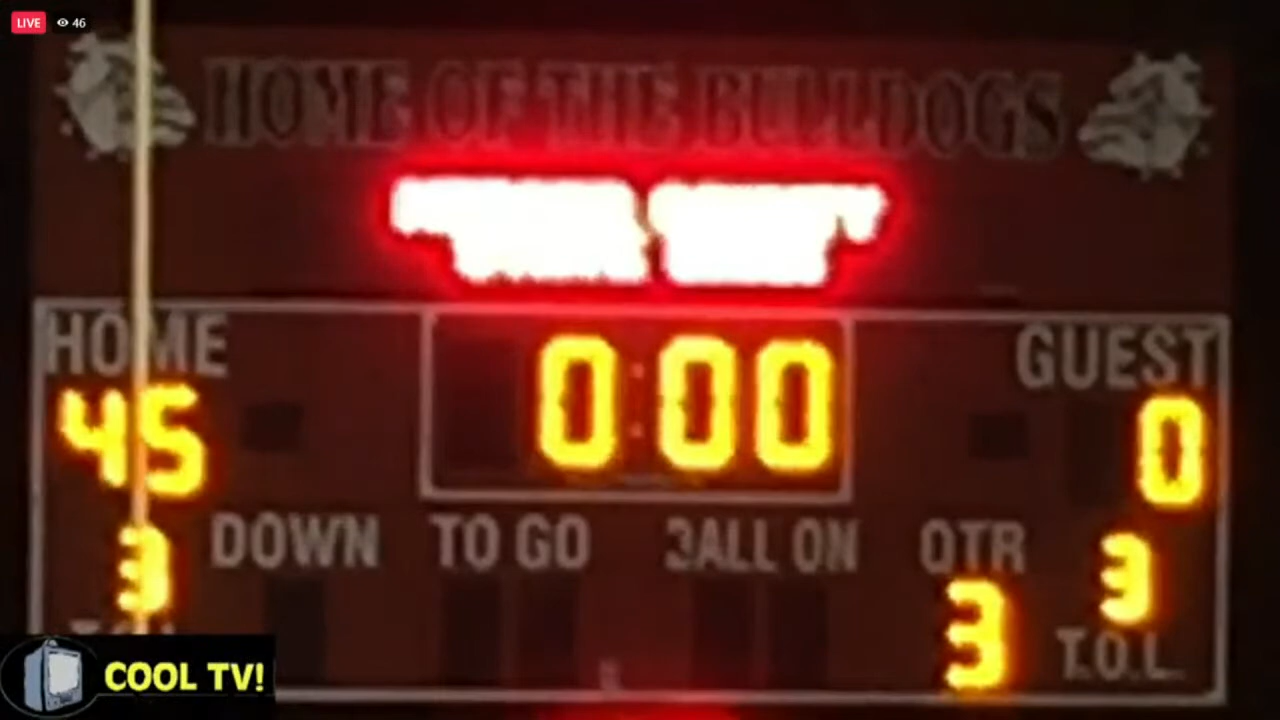 LIVE 46
HOME OF THE BULLDOGS
HOME 0:00 GUEST
45 0
DOWN TO GO BALL ON QTR
3 3 3
T.O.L.
COOL TV!